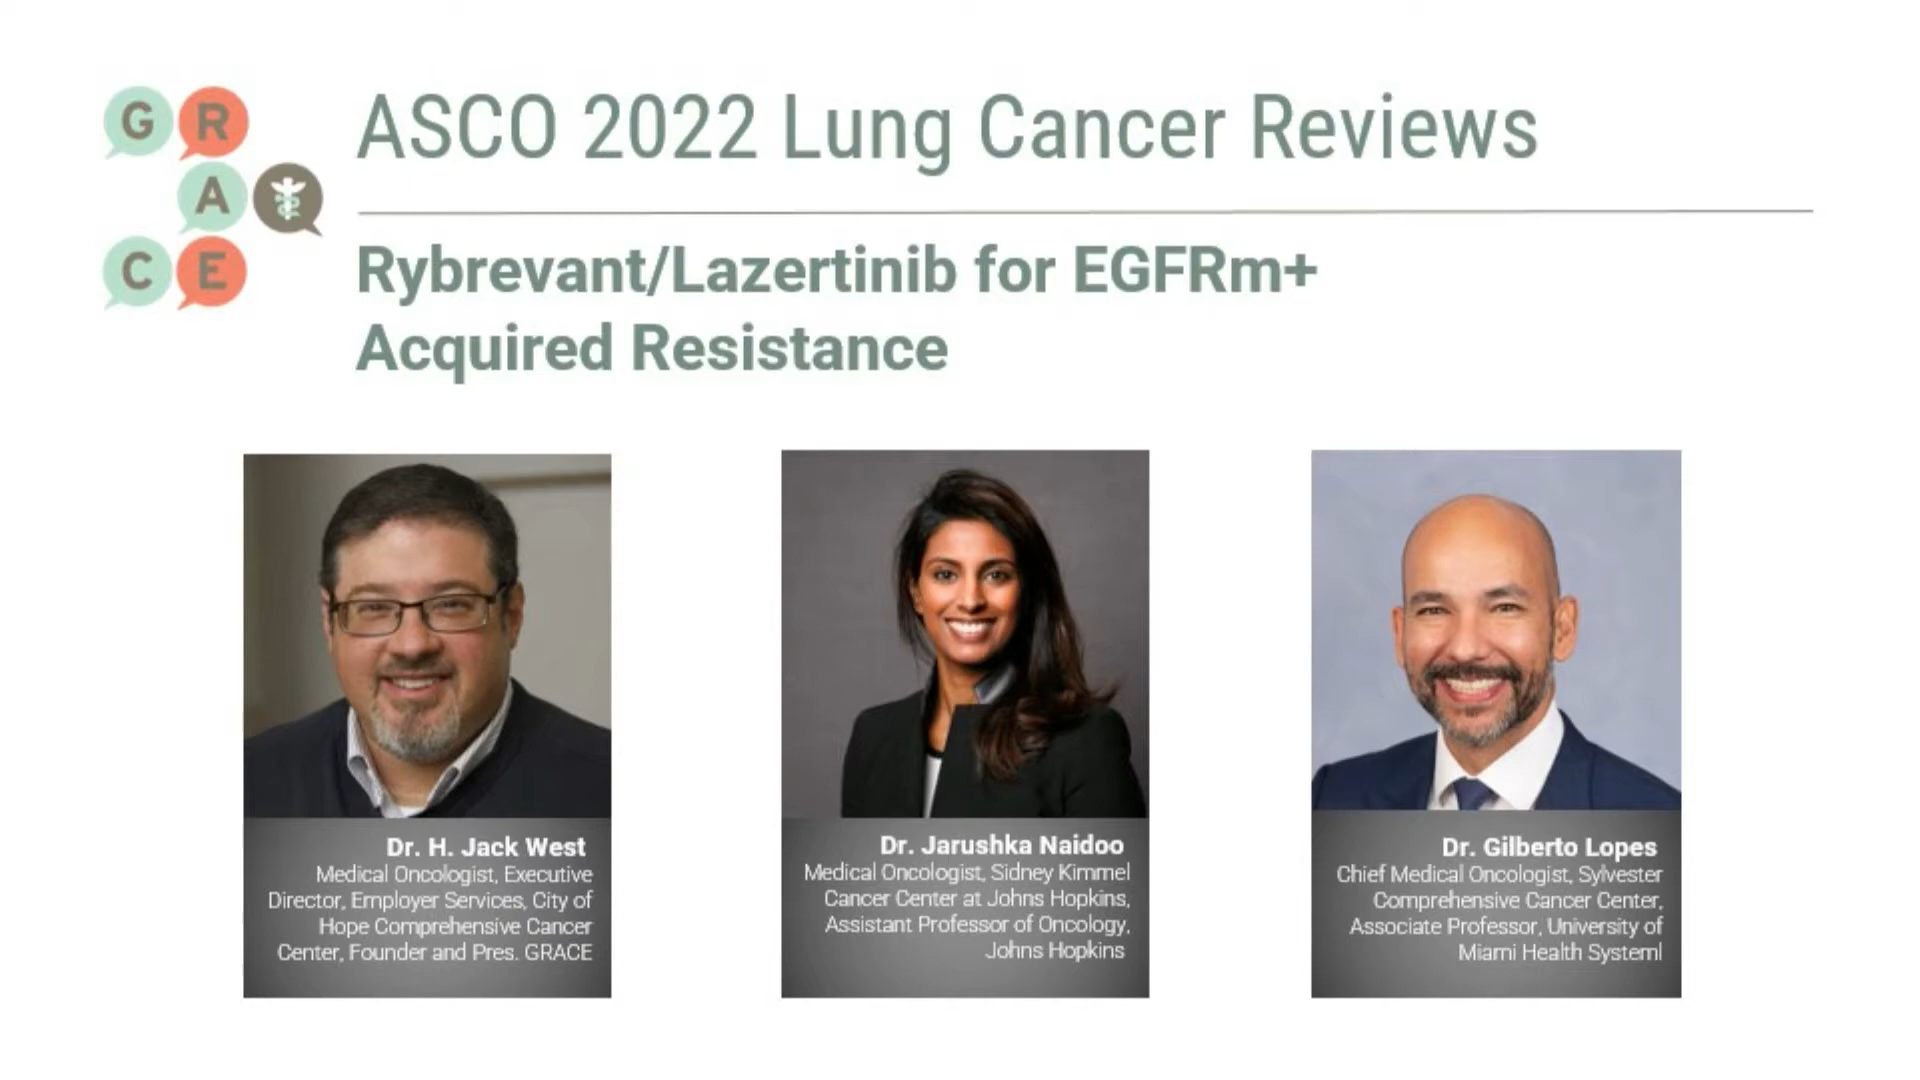 G R
A
C E
ASCO 2022 Lung Cancer Reviews
Rybrevant/Lazertinib for EGFRm+
Acquired Resistance
Dr. H. Jack West
Medical Oncologist, Executive
Director, Employer Services, City of
Hope Comprehensive Cancer
Center, Founder and Pres. GRACE
Dr. Jarushka Naidoo
Medical Oncologist, Sidney Kimmel
Cancer Center at Johns Hopkins,
Assistant Professor of Oncology,
Johns Hopkins
Dr. Gilberto Lopes
Chief Medical Oncologist, Sylvester
Comprehensive Cancer Center,
Associate Professor, University of
Miami Health Systeml